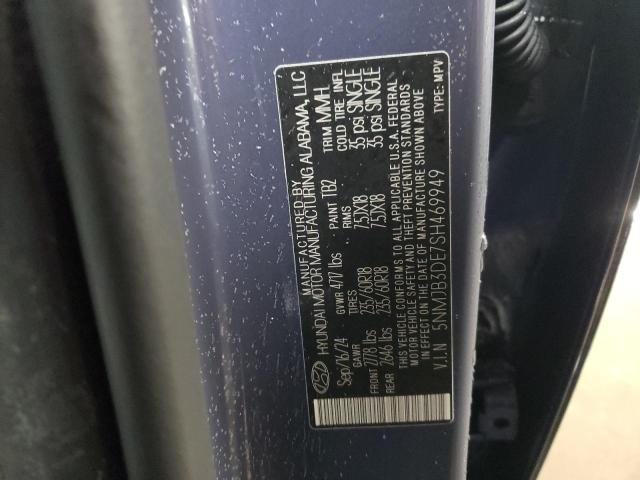 MANUFACTURED BY
HYUNDAI MOTOR MANUFACTURING ALABAMA, LLC
Sep/16/24 GVWR 4717 lbs PAINT TB2 TRIM MMH
GAWR TIRES RIMS COLD TIRE INFL.
FRONT 2778 lbs 235/60R18 7.5JX18 35 psi SINGLE
REAR 2646 lbs 235/60R18 7.5JX18 35 psi SINGLE
THIS VEHICLE CONFORMS TO ALL APPLICABLE U.S.A. FEDERAL
MOTOR VEHICLE SAFETY AND THEFT PREVENTION STANDARDS
IN EFFECT ON THE DATE OF MANUFACTURE SHOWN ABOVE
V.I.N 5NMJB3DE7SH469949 TYPE: MPV